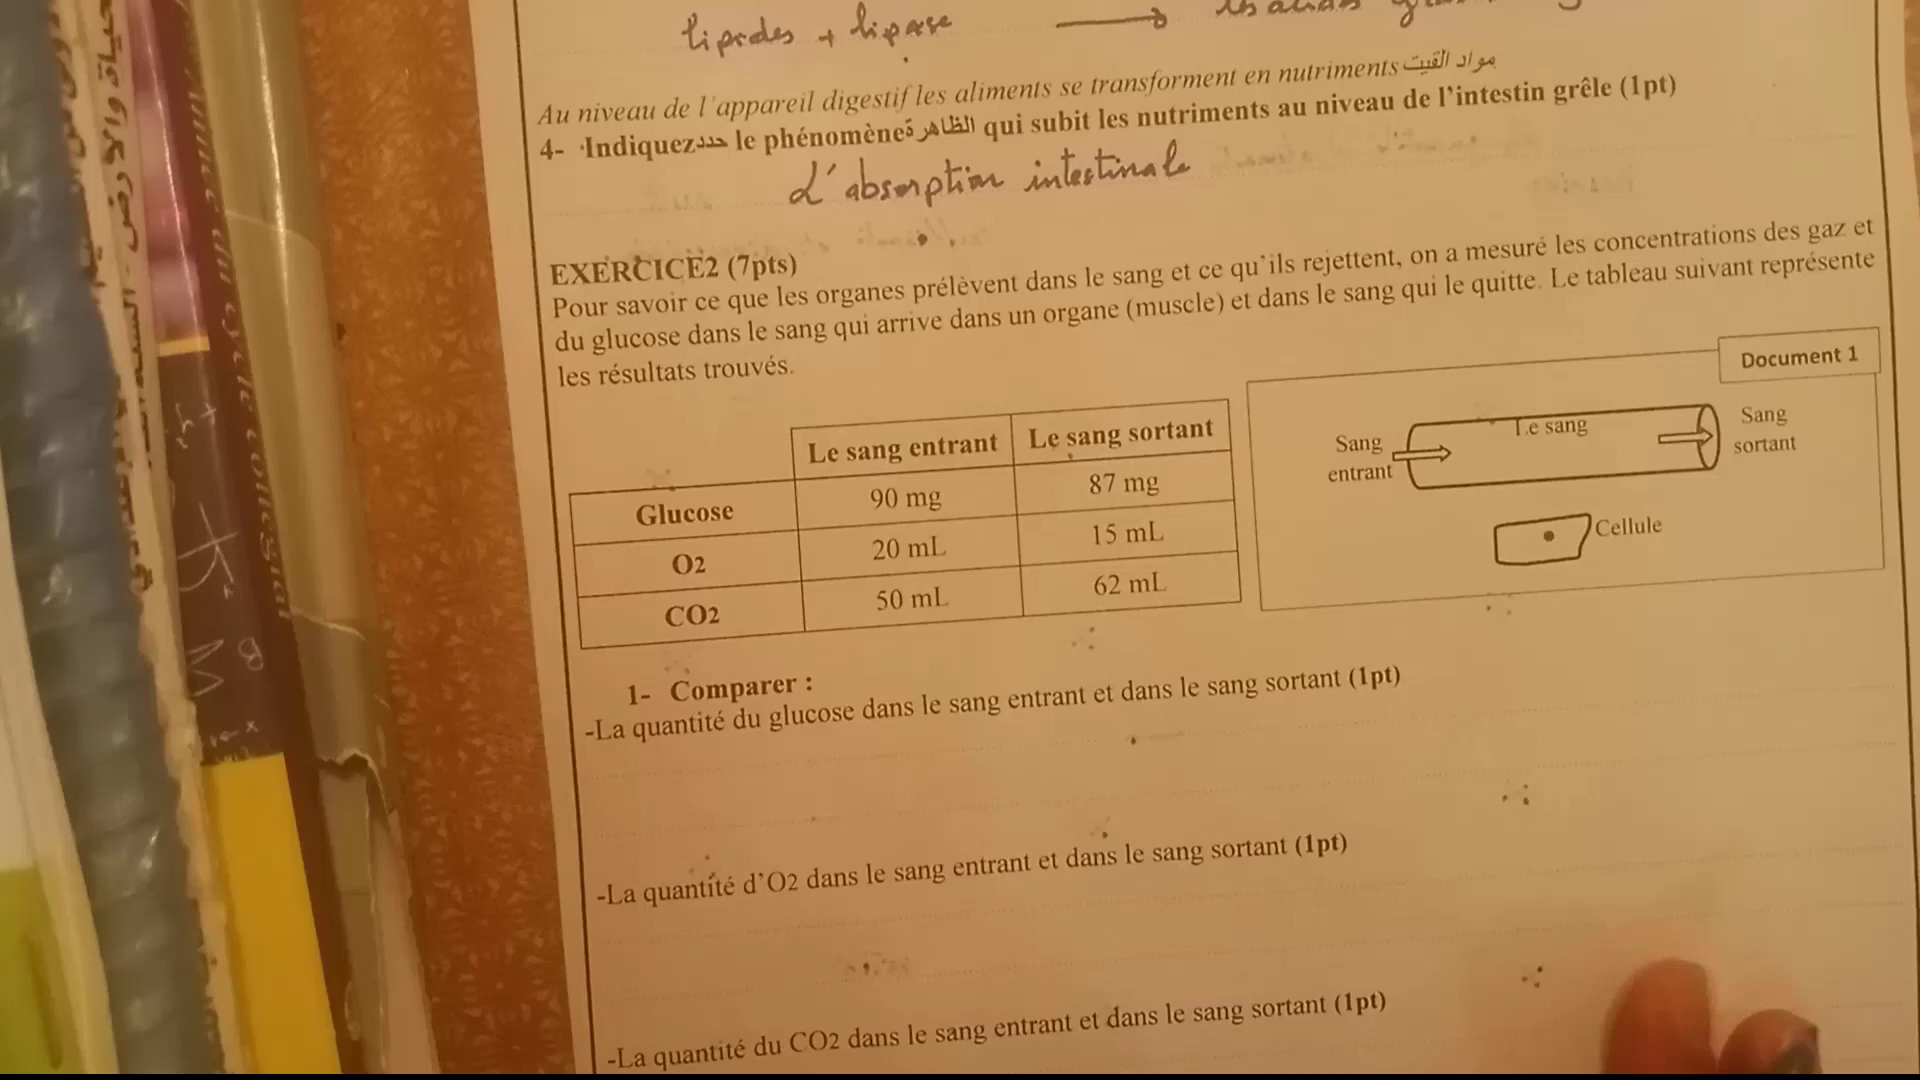 lipides + lipase → les acides
Au niveau de l'appareil digestif les aliments se transforment en nutriments مواد القيت
4- Indiquez حدد le phénomène الظاهرة qui subit les nutriments au niveau de l'intestin grêle (1pt)
L'absorption intestinale
EXERCICE2 (7pts)
Pour savoir ce que les organes prélèvent dans le sang et ce qu'ils rejettent, on a mesuré les concentrations des gaz et
du glucose dans le sang qui arrive dans un organe (muscle) et dans le sang qui le quitte. Le tableau suivant représente
les résultats trouvés.
Le sang entrant Le sang sortant
Glucose 90 mg 87 mg
O2 20 mL 15 mL
CO2 50 mL 62 mL
Document 1
Sang entrant
Le sang
Sang sortant
Cellule
1- Comparer :
-La quantité du glucose dans le sang entrant et dans le sang sortant (1pt)
-La quantité d'O2 dans le sang entrant et dans le sang sortant (1pt)
-La quantité du CO2 dans le sang entrant et dans le sang sortant (1pt)